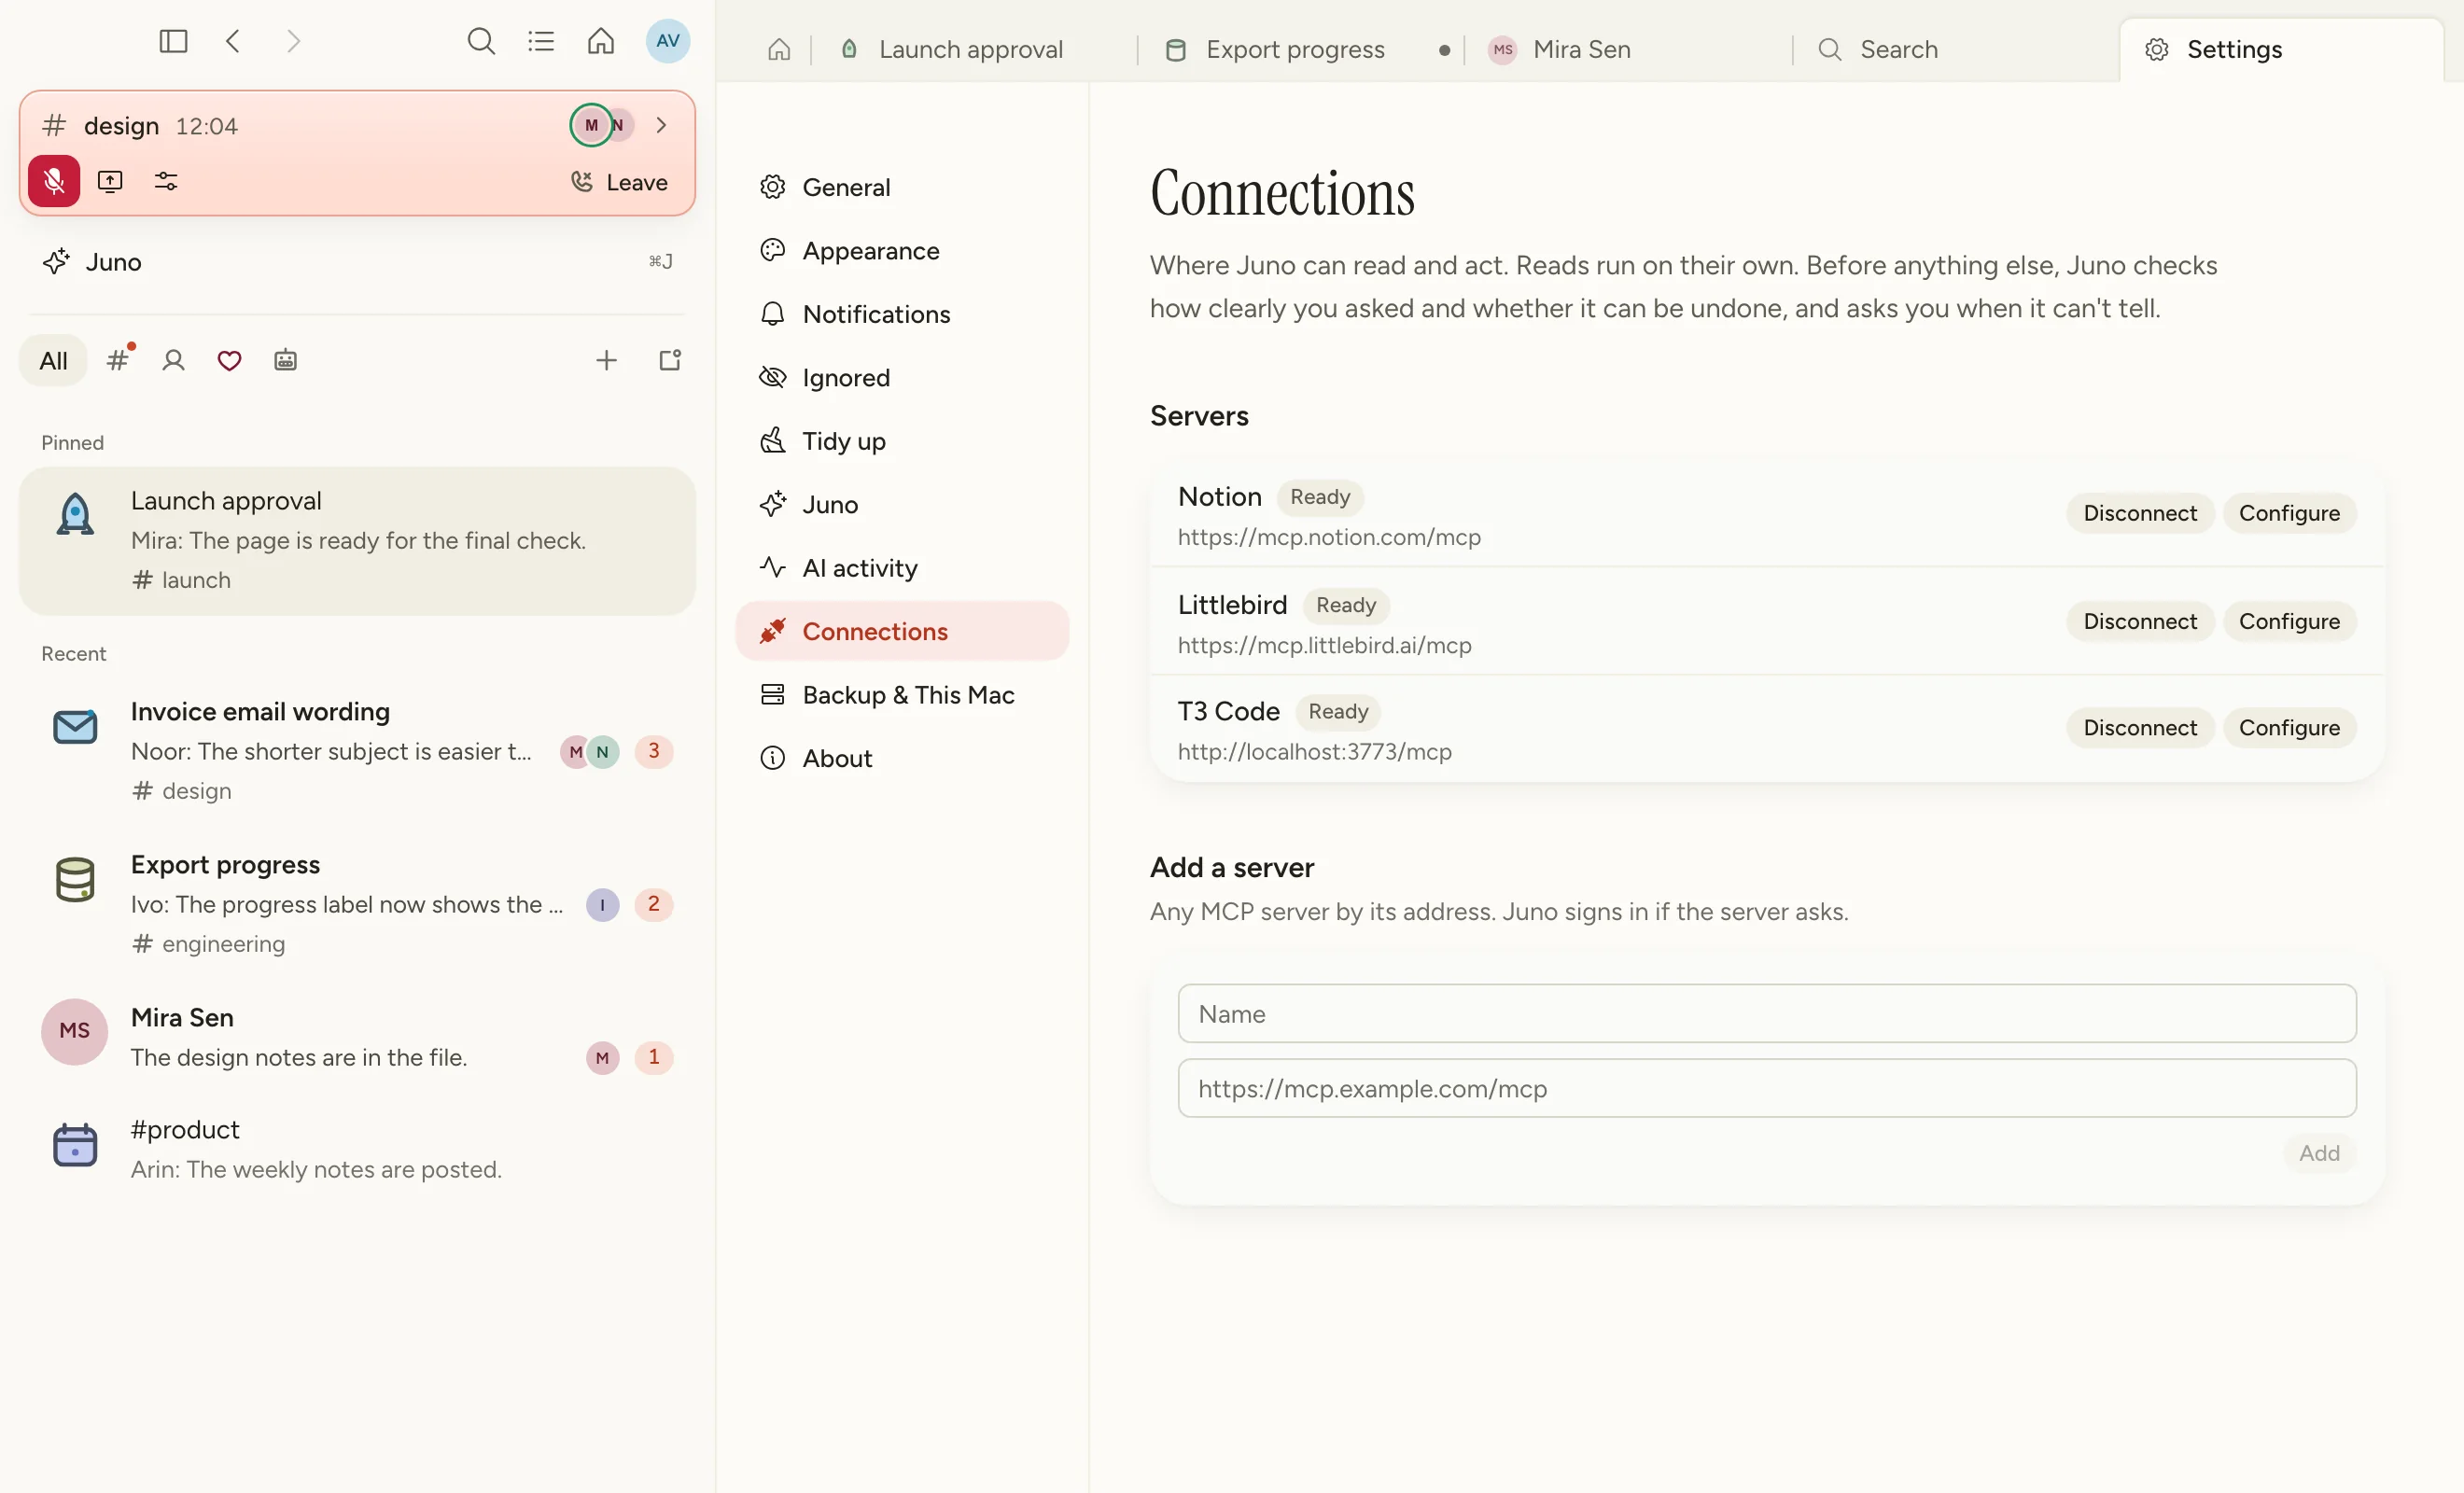 AV
# design 12:04
M N
Leave
Juno
⌘J
All
Pinned
Launch approval
Mira: The page is ready for the final check.
# launch
Recent
Invoice email wording
Noor: The shorter subject is easier t...
M N 3
# design
Export progress
Ivo: The progress label now shows the ...
I 2
# engineering
MS
Mira Sen
The design notes are in the file.
M 1
#product
Arin: The weekly notes are posted.
Launch approval
Export progress
MS Mira Sen
Search
Settings
General
Appearance
Notifications
Ignored
Tidy up
Juno
AI activity
Connections
Backup & This Mac
About
Connections
Where Juno can read and act. Reads run on their own. Before anything else, Juno checks
how clearly you asked and whether it can be undone, and asks you when it can't tell.
Servers
Notion Ready
https://mcp.notion.com/mcp
Disconnect Configure
Littlebird Ready
https://mcp.littlebird.ai/mcp
Disconnect Configure
T3 Code Ready
http://localhost:3773/mcp
Disconnect Configure
Add a server
Any MCP server by its address. Juno signs in if the server asks.
Name
https://mcp.example.com/mcp
Add